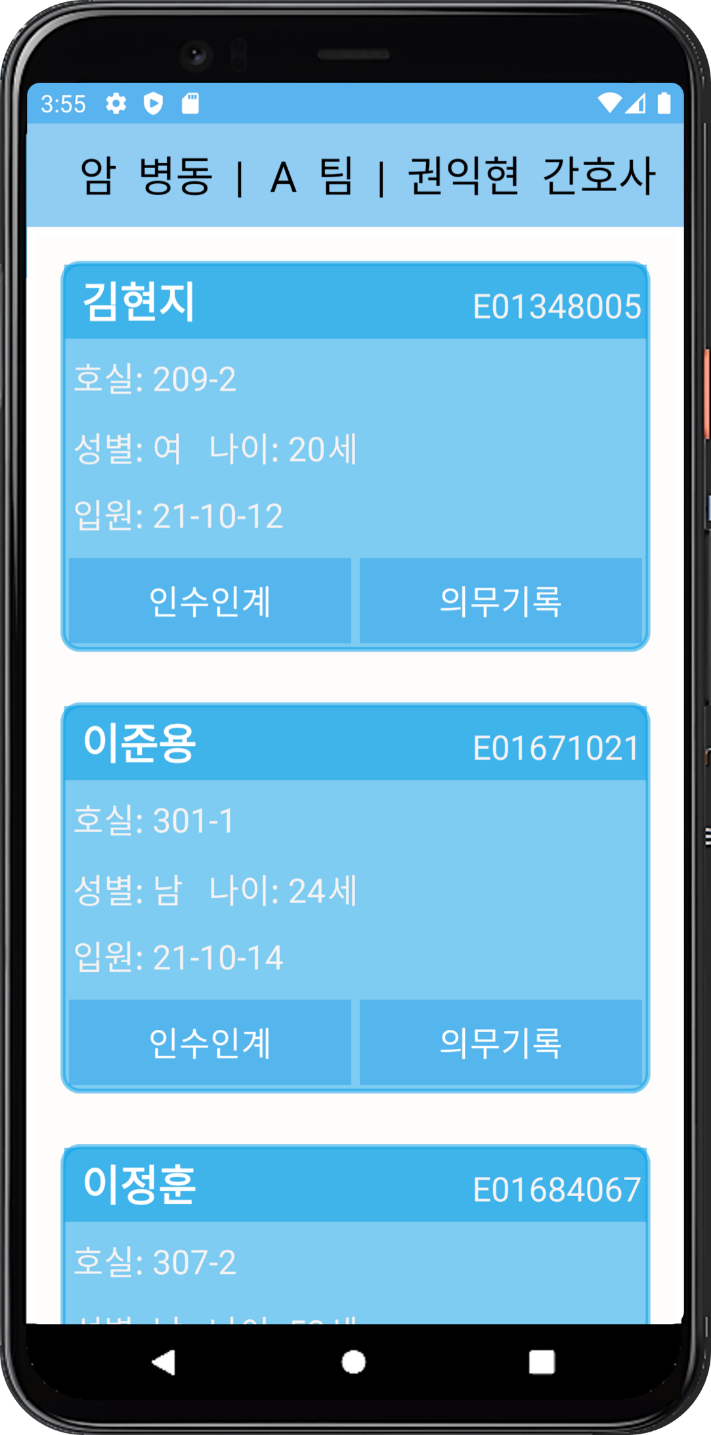 3:55
암 병동 | A 팀 | 권익현 간호사
김현지 E01348005
호실: 209-2
성별: 여 나이: 20세
입원: 21-10-12
인수인계 의무기록
이준용 E01671021
호실: 301-1
성별: 남 나이: 24세
입원: 21-10-14
인수인계 의무기록
이정훈 E01684067
호실: 307-2